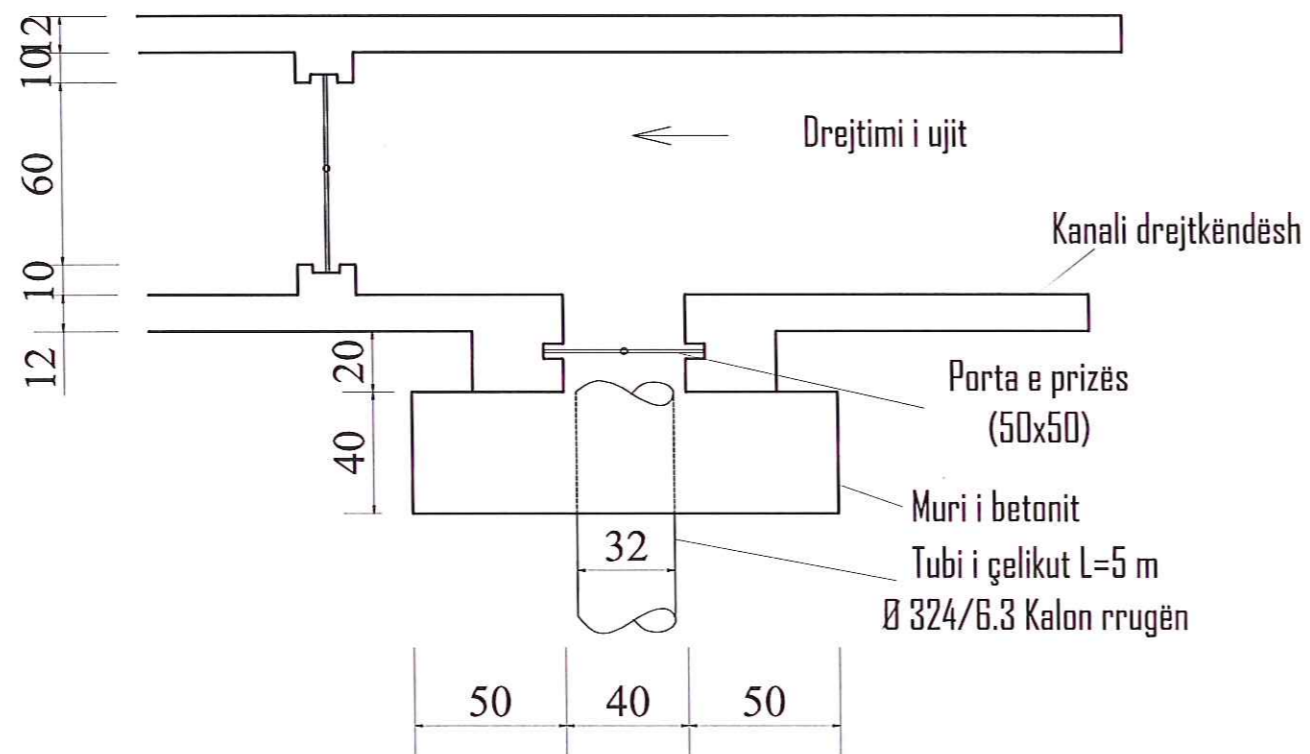 12
10
60
10
12
Drejtimi i ujit
Kanali drejtkëndësh
20
40
Porta e prizës
(50x50)
Muri i betonit
32
Tubi i çelikut L=5 m
Ø 324/6.3 Kalon rrugën
50
40
50